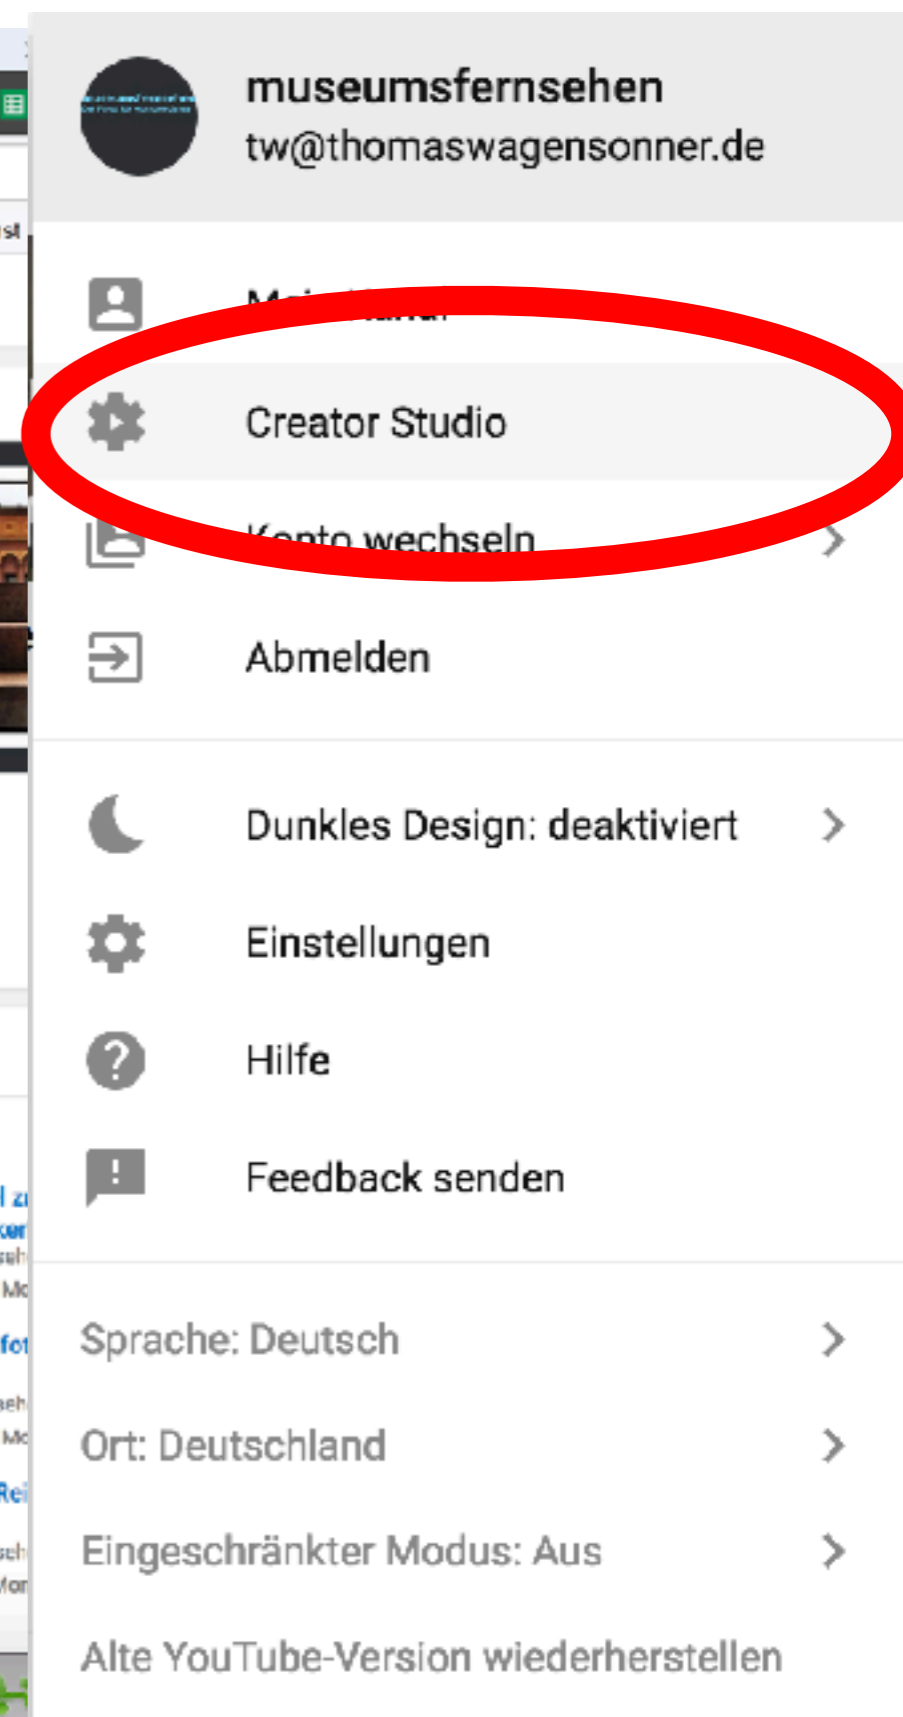 museumsfernsehen
tw@thomaswagensonner.de
Creator Studio
Konto wechseln
Abmelden
Dunkles Design: deaktiviert
Einstellungen
Hilfe
Feedback senden
Sprache: Deutsch
Ort: Deutschland
Eingeschränkter Modus: Aus
Alte YouTube-Version wiederherstellen